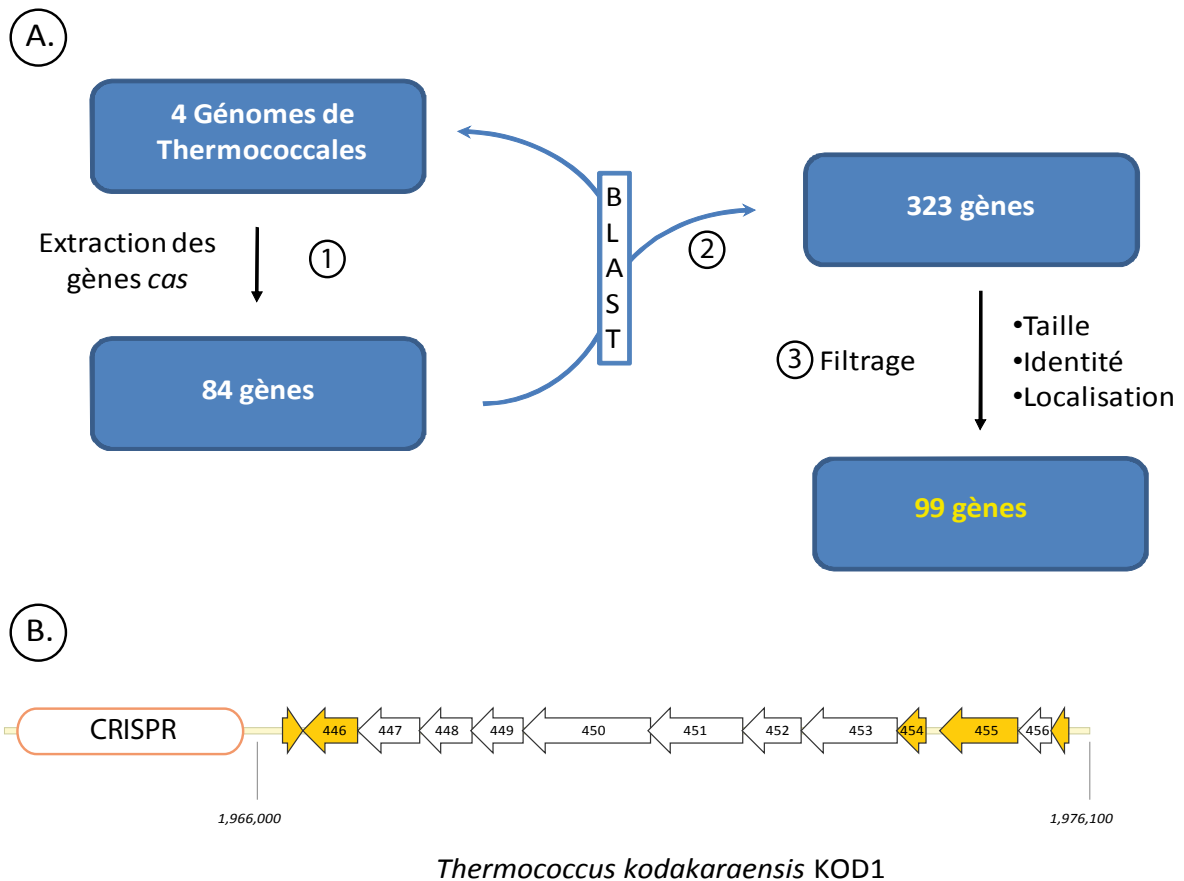 A.
4 Génomes de
Thermococcales
Extraction des
gènes cas
1
84 gènes
B
L
A
S
T
2
323 gènes
3 Filtrage
•Taille
•Identité
•Localisation
99 gènes
B.
CRISPR
446
447
448
449
450
451
452
453
454
455
456
1,966,000
1,976,100
Thermococcus kodakaraensis KOD1